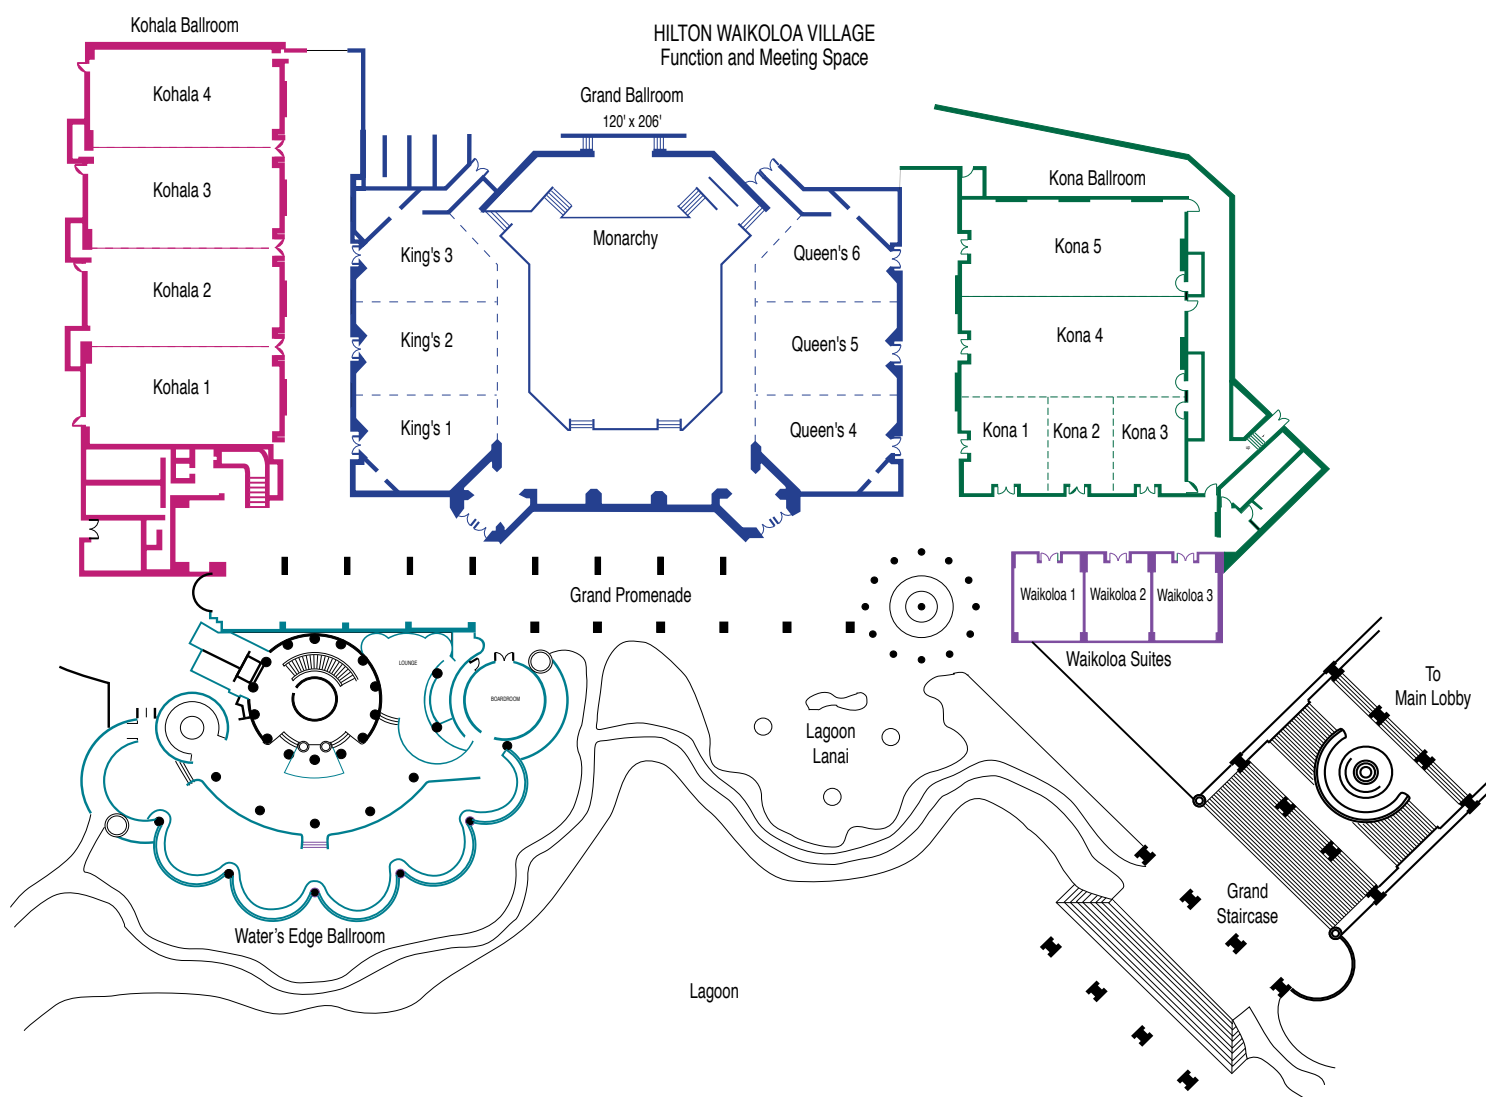 Kohala Ballroom
HILTON WAIKOLOA VILLAGE
Function and Meeting Space
Grand Ballroom
120' x 206'
Kohala 4
Kohala 3
Kohala 2
Kohala 1
King's 3
King's 2
King's 1
Monarchy
Queen's 6
Queen's 5
Queen's 4
Kona Ballroom
Kona 5
Kona 4
Kona 1
Kona 2
Kona 3
Grand Promenade
Waikoloa 1
Waikoloa 2
Waikoloa 3
Waikoloa Suites
LOUNGE
BOARDROOM
To
Main Lobby
Lagoon
Lanai
Grand
Staircase
Water's Edge Ballroom
Lagoon